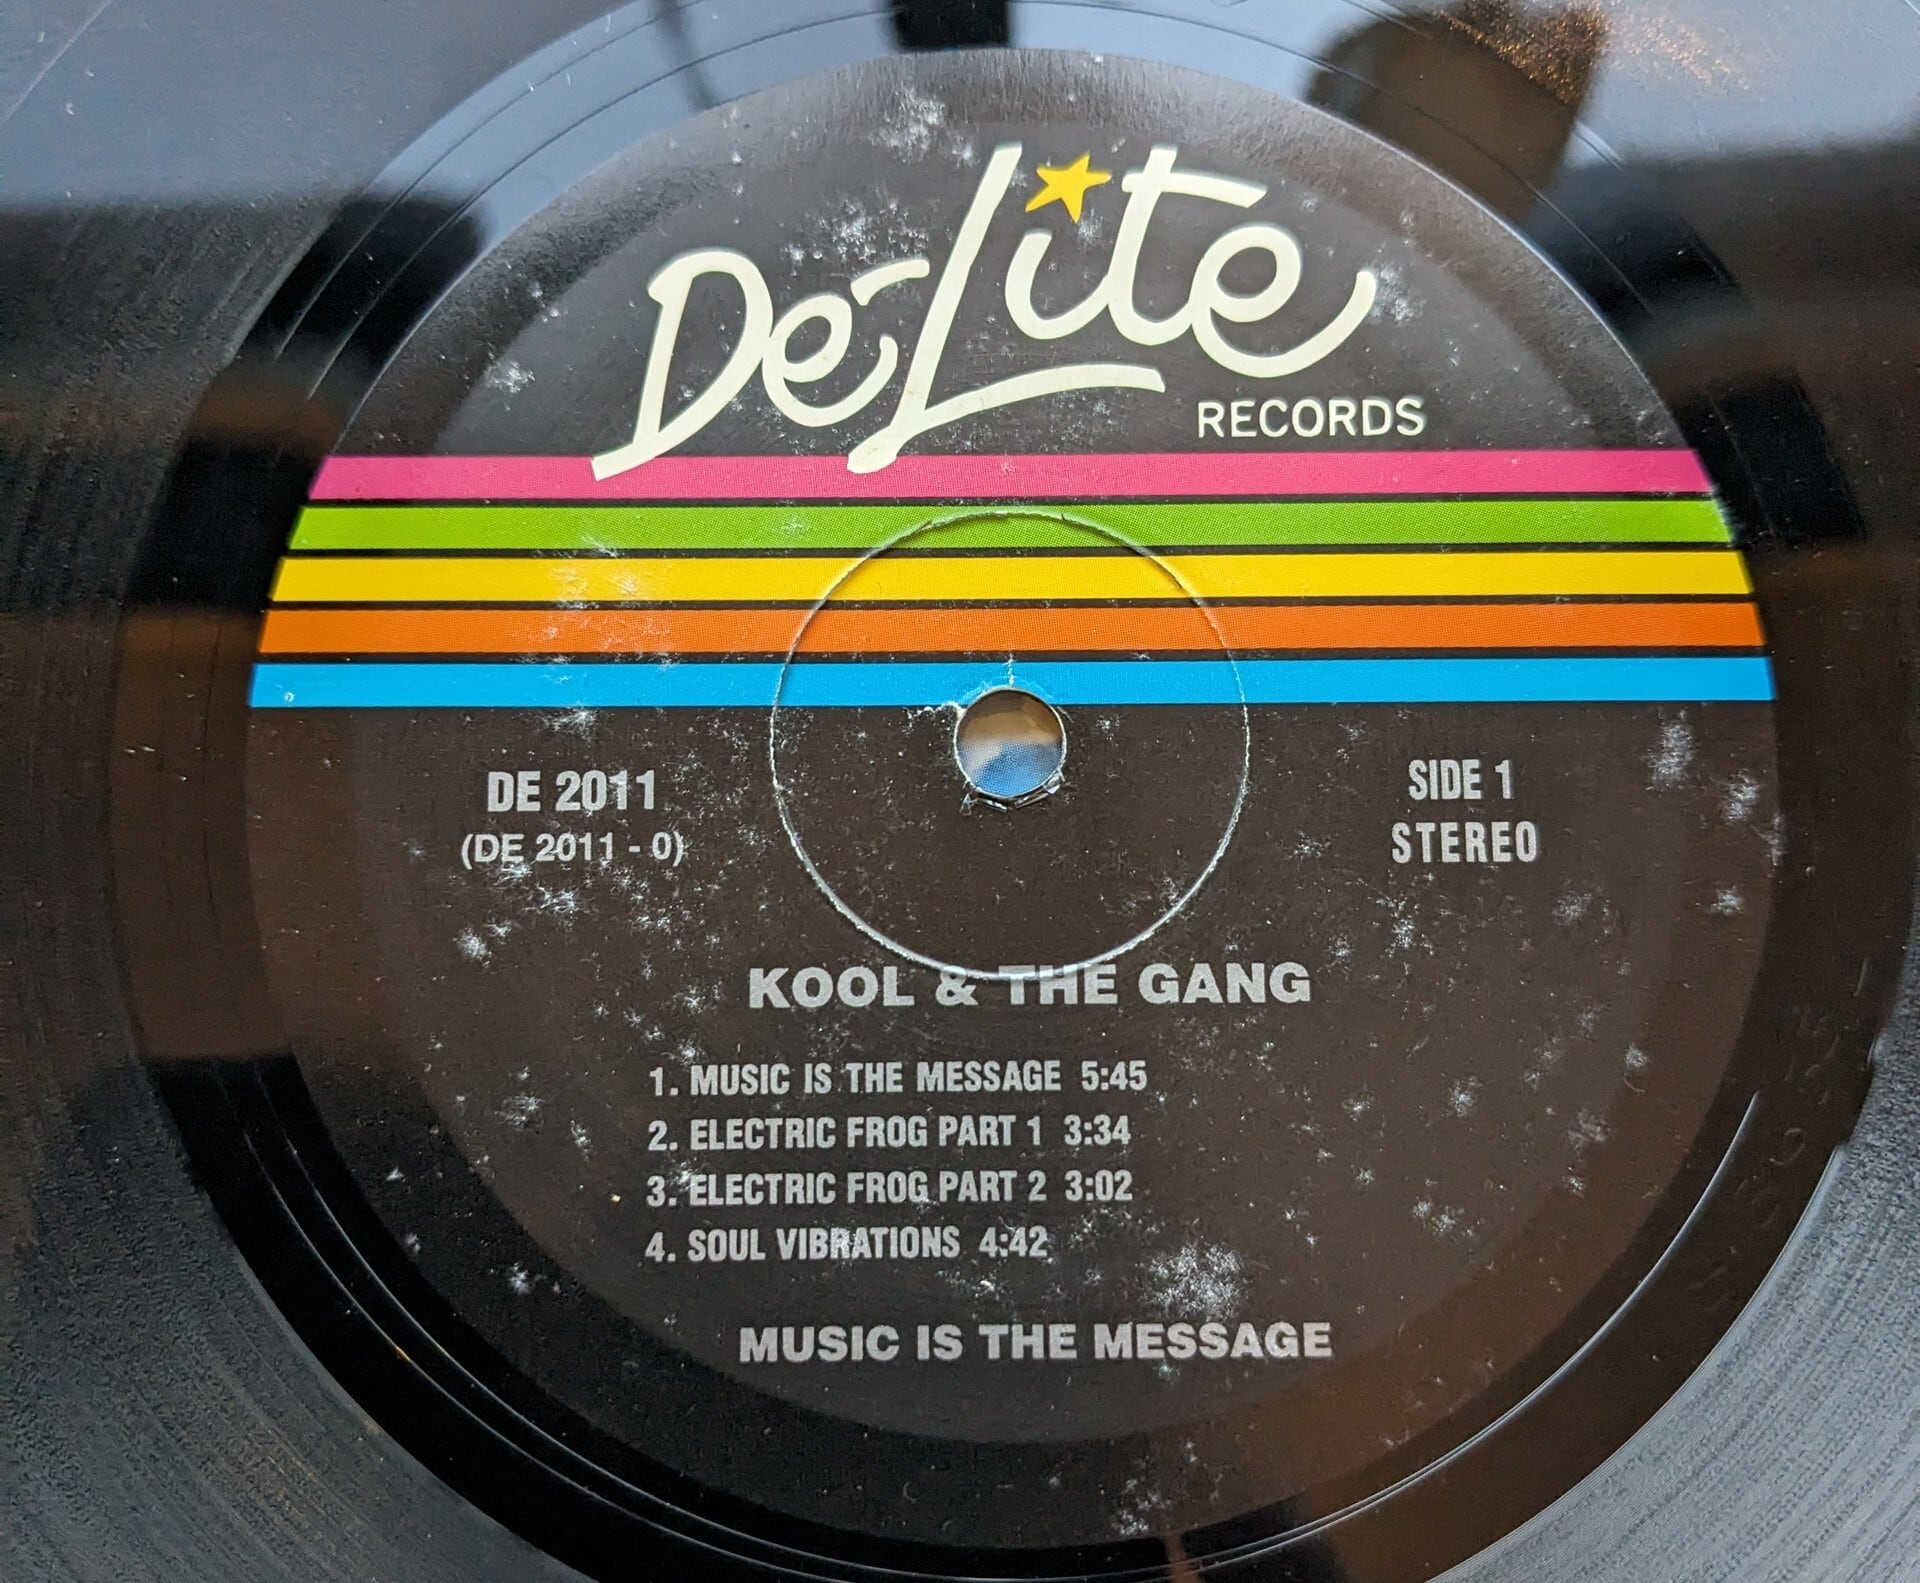 De-Lite
RECORDS
DE 2011
(DE 2011 - 0)
SIDE 1
STEREO
KOOL & THE GANG
1. MUSIC IS THE MESSAGE 5:45
2. ELECTRIC FROG PART 1 3:34
3. ELECTRIC FROG PART 2 3:02
4. SOUL VIBRATIONS 4:42
MUSIC IS THE MESSAGE